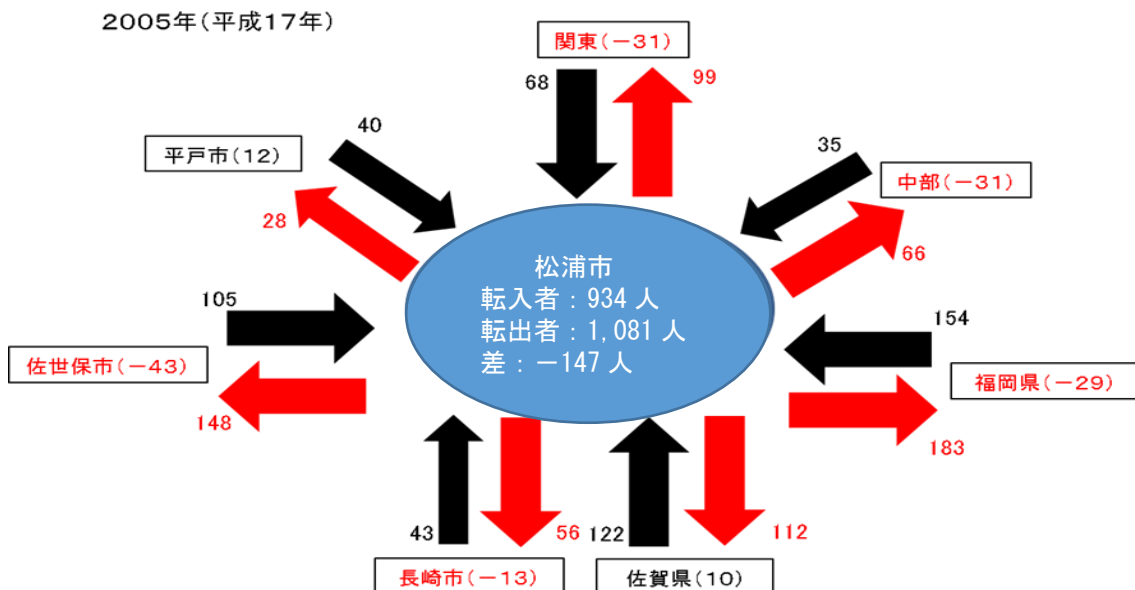 2005年(平成17年)
関東(－31)
68
99
40
平戸市(12)
28
35
中部(－31)
66
松浦市
転入者：934 人
転出者：1,081 人
差：－147 人
105
佐世保市(－43)
148
154
福岡県(－29)
183
43
56
長崎市(－13)
122
112
佐賀県(10)